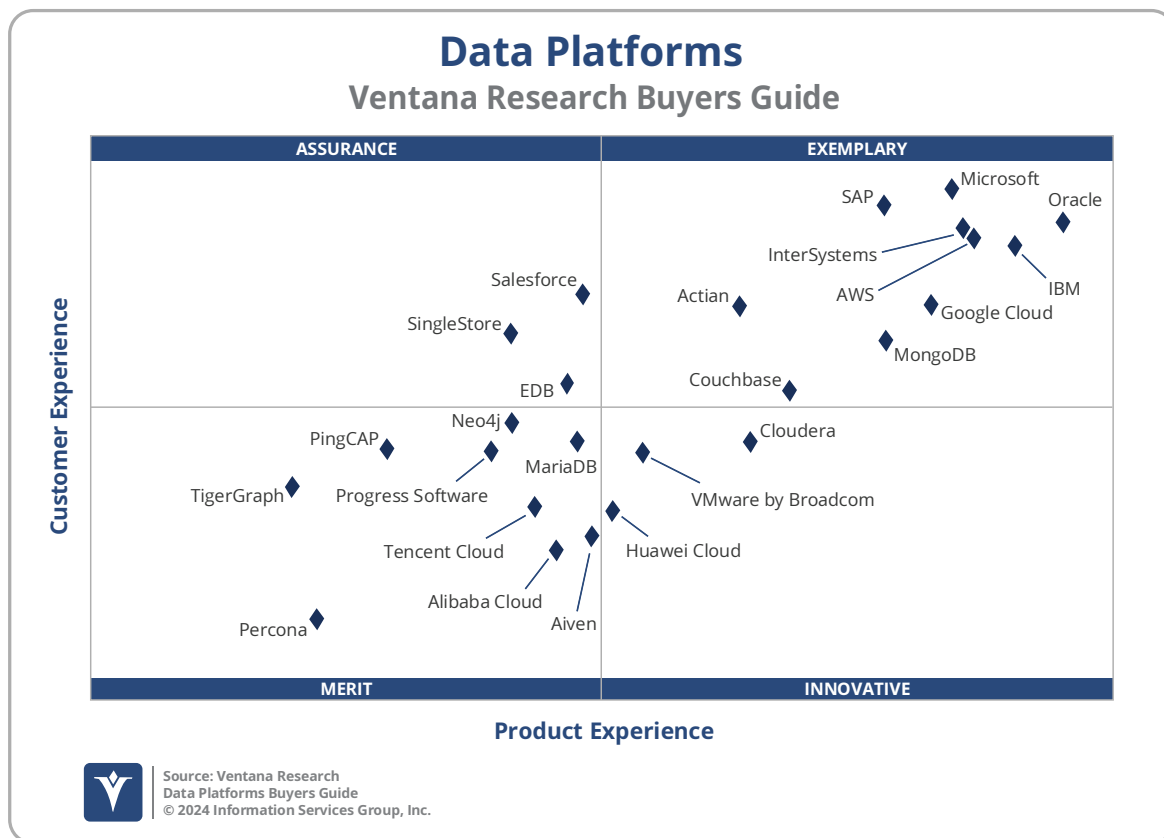 Data Platforms
Ventana Research Buyers Guide
ASSURANCE
EXEMPLARY
Microsoft
SAP
Oracle
InterSystems
Salesforce
IBM
AWS
Actian
Google Cloud
SingleStore
MongoDB
Couchbase
EDB
Neo4j
Cloudera
PingCAP
MariaDB
TigerGraph
Progress Software
VMware by Broadcom
Tencent Cloud
Huawei Cloud
Alibaba Cloud
Aiven
Percona
Customer Experience
MERIT
INNOVATIVE
Product Experience
Source: Ventana Research
Data Platforms Buyers Guide
© 2024 Information Services Group, Inc.